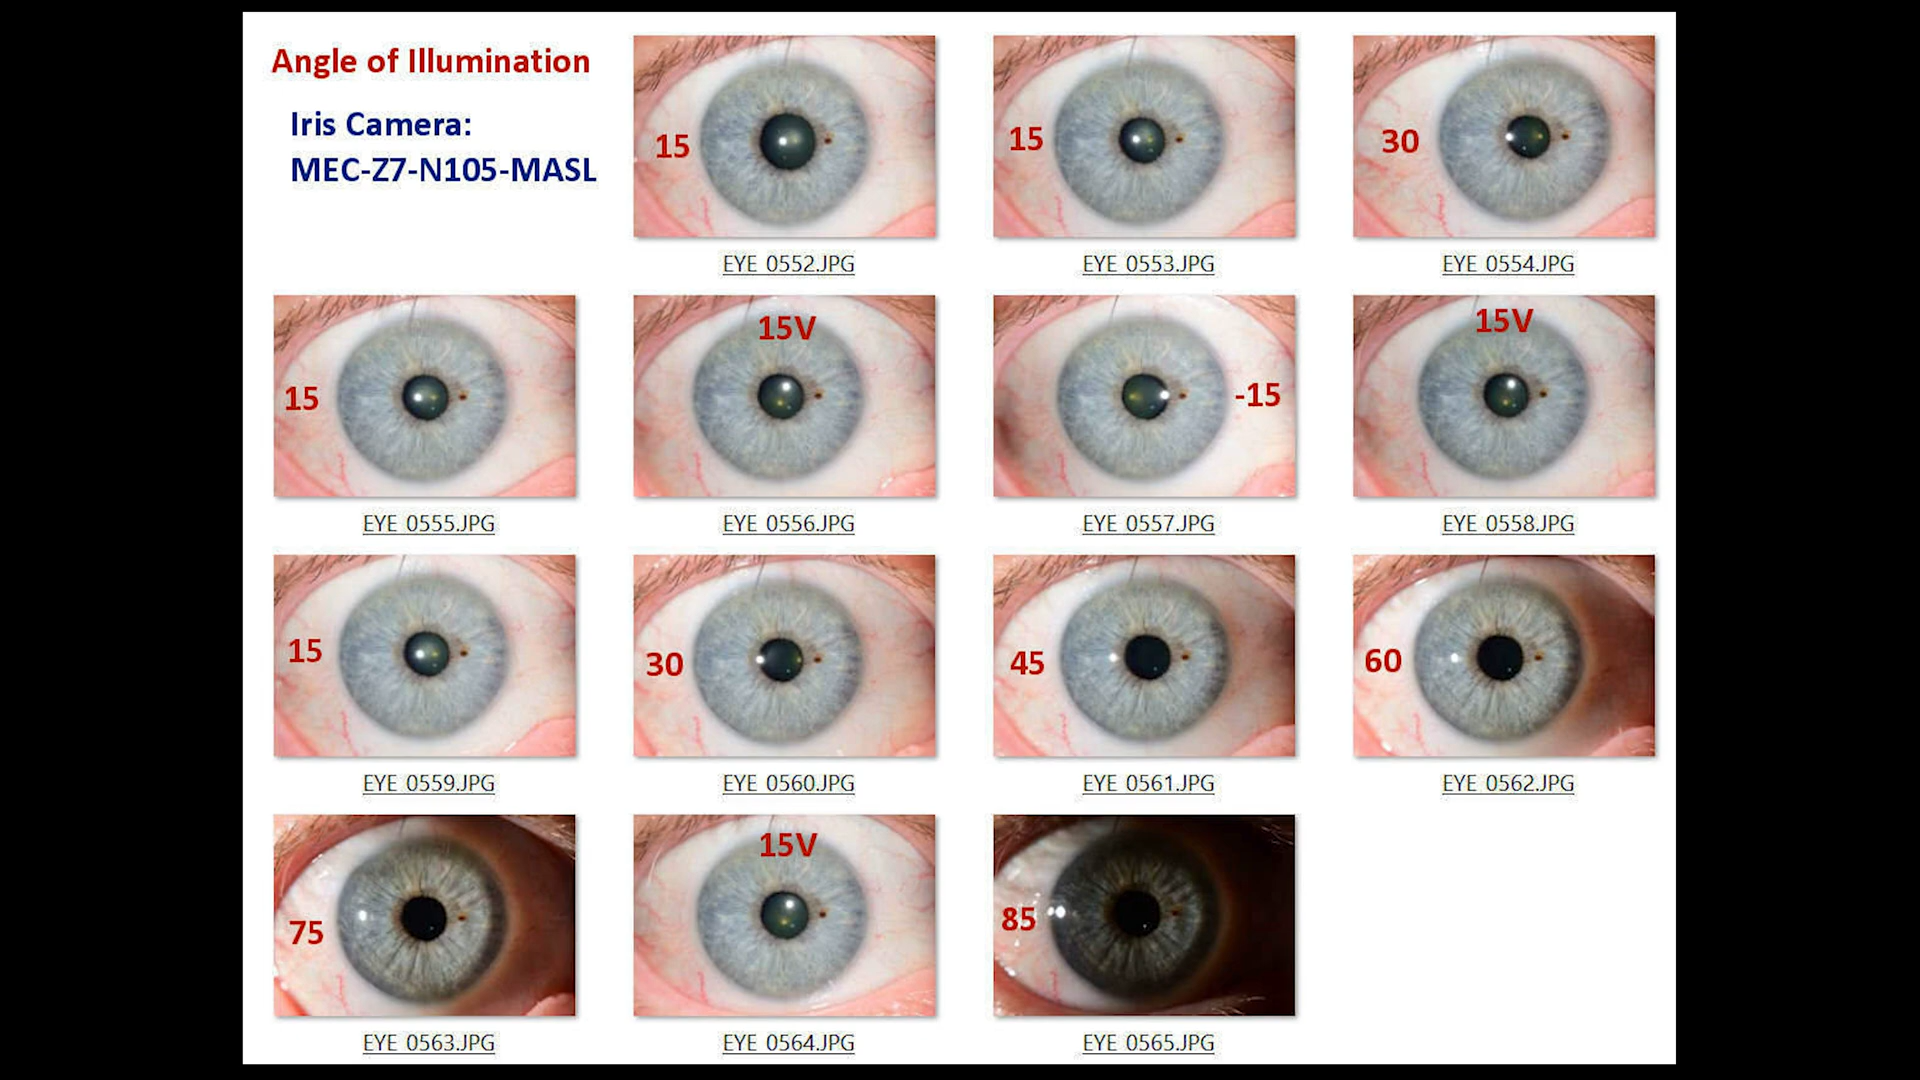 Angle of Illumination
Iris Camera:
MEC-Z7-N105-MASL
15
15
30
EYE 0552.JPG
EYE 0553.JPG
EYE 0554.JPG
15
15V
-15
15V
EYE 0555.JPG
EYE 0556.JPG
EYE 0557.JPG
EYE 0558.JPG
15
30
45
60
EYE 0559.JPG
EYE 0560.JPG
EYE 0561.JPG
EYE 0562.JPG
75
15V
85
EYE 0563.JPG
EYE 0564.JPG
EYE 0565.JPG